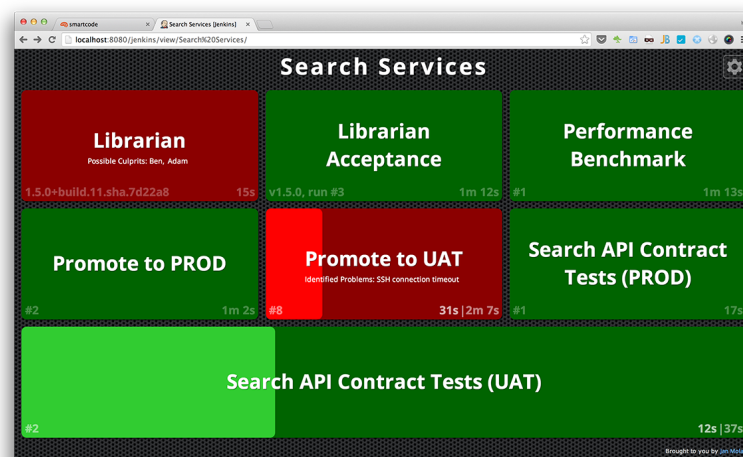 smartcode
Search Services [Jenkins]
localhost:8080/jenkins/view/Search%20Services/
Search Services
Librarian
Possible Culprits: Ben, Adam
1.5.0+build.11.sha.7d22a8 15s
Librarian
Acceptance
v1.5.0, run #3 1m 12s
Performance
Benchmark
#1 1m 13s
Promote to PROD
#2 1m 2s
Promote to UAT
Identified Problems: SSH connection timeout
#8 31s|2m 7s
Search API Contract
Tests (PROD)
#1 17s
Search API Contract Tests (UAT)
#2 12s|37s
Brought to you by Jan Mola